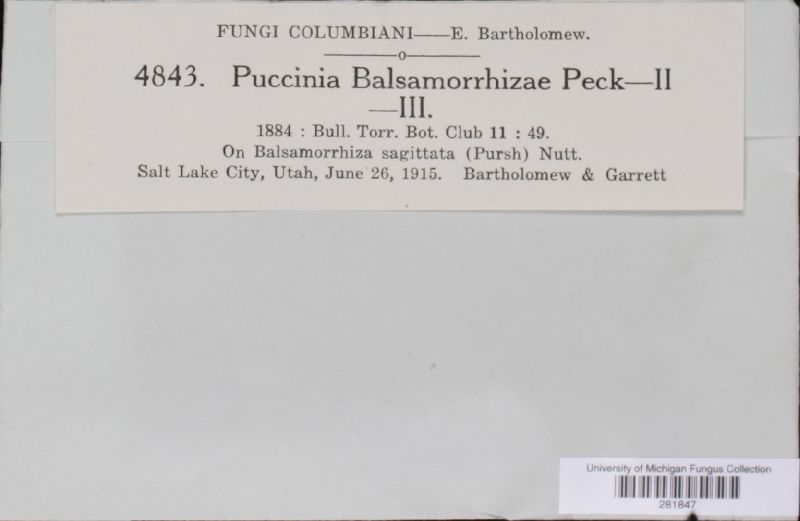 FUNGI COLUMBIANI——E. Bartholomew.
o
4843. Puccinia Balsamorrhizae Peck—II
—III.
1884 : Bull. Torr. Bot. Club 11 : 49.
On Balsamorrhiza sagittata (Pursh) Nutt.
Salt Lake City, Utah, June 26, 1915. Bartholomew & Garrett
University of Michigan Fungus Collection
281847